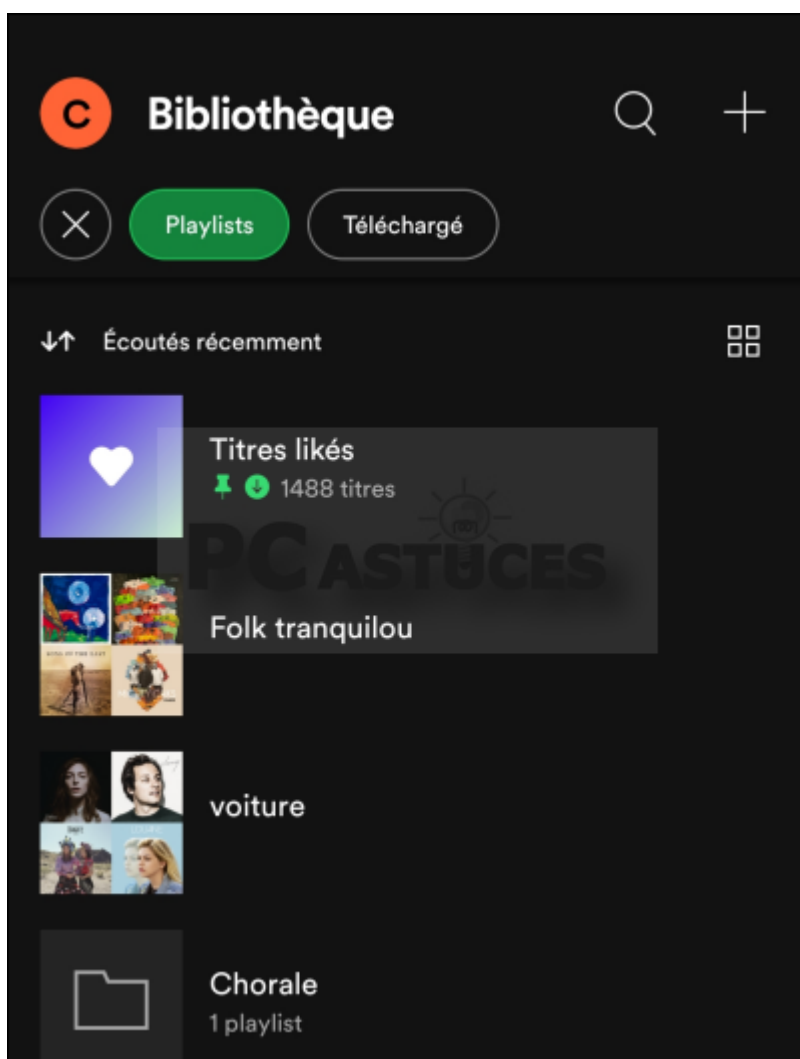 C
Bibliothèque
Playlists
Téléchargé
Écoutés récemment
Titres likés
1488 titres
PC ASTUCES
Folk tranquilou
voiture
Chorale
1 playlist